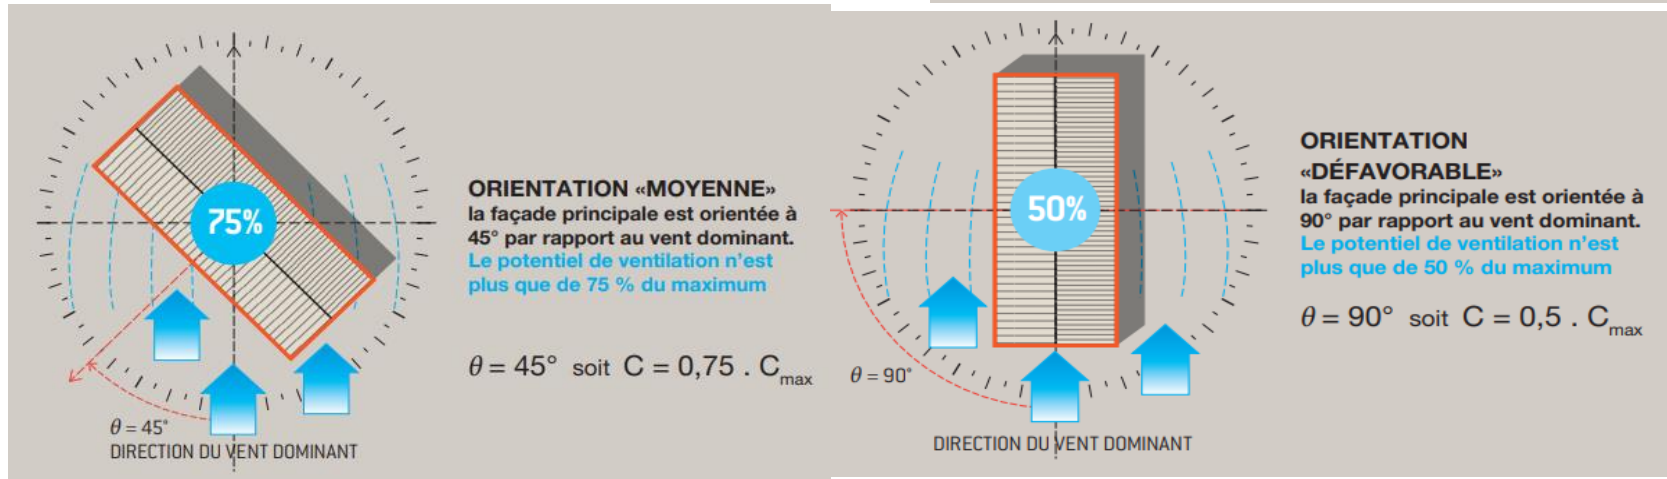 75%
ORIENTATION «MOYENNE»
la façade principale est orientée à
45° par rapport au vent dominant.
Le potentiel de ventilation n’est
plus que de 75 % du maximum
θ = 45° soit C = 0,75 . Cmax
θ = 45°
DIRECTION DU VENT DOMINANT
50%
ORIENTATION
«DÉFAVORABLE»
la façade principale est orientée à
90° par rapport au vent dominant.
Le potentiel de ventilation n’est
plus que de 50 % du maximum
θ = 90° soit C = 0,5 . Cmax
θ = 90°
DIRECTION DU VENT DOMINANT